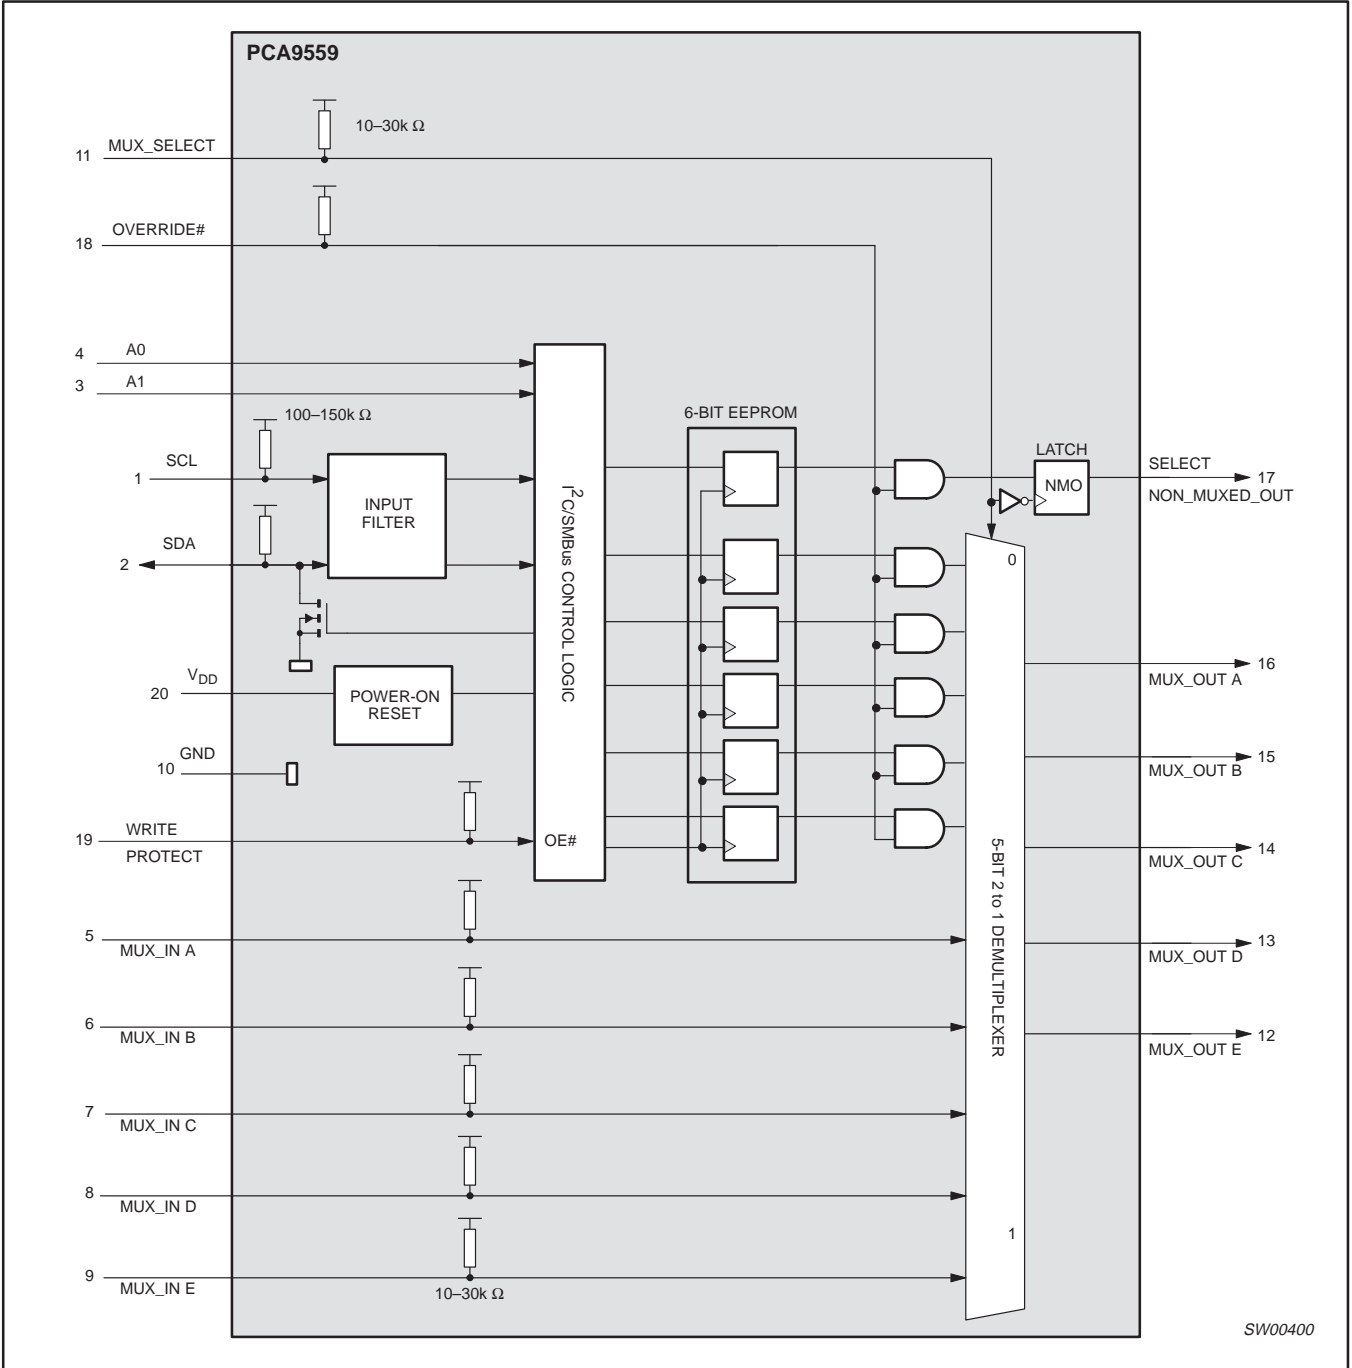 PCA9559
10–30k Ω
11 MUX_SELECT
18 OVERRIDE#
4 A0
3 A1
100–150k Ω
1 SCL
2 SDA
INPUT
FILTER
I2C/SMBus CONTROL LOGIC
6-BIT EEPROM
LATCH
NMO
SELECT
17
NON_MUXED_OUT
0
20 VDD
POWER-ON
RESET
10 GND
19 WRITE
PROTECT
OE#
16
MUX_OUT A
15
MUX_OUT B
14
MUX_OUT C
13
MUX_OUT D
12
MUX_OUT E
5-BIT 2 to 1 DEMULTIPLEXER
5
MUX_IN A
6
MUX_IN B
7
MUX_IN C
8
MUX_IN D
1
9
MUX_IN E
10–30k Ω
SW00400